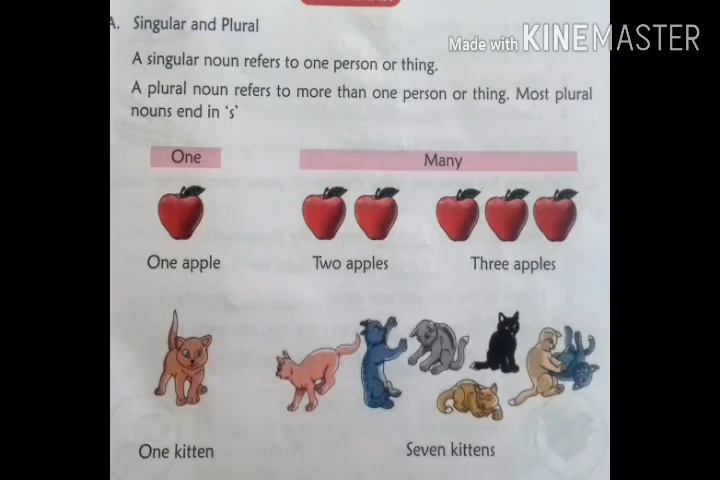 Made with KINEMASTER
A. Singular and Plural
A singular noun refers to one person or thing.
A plural noun refers to more than one person or thing. Most plural
nouns end in ‘s’
One
Many
One apple
Two apples
Three apples
One kitten
Seven kittens